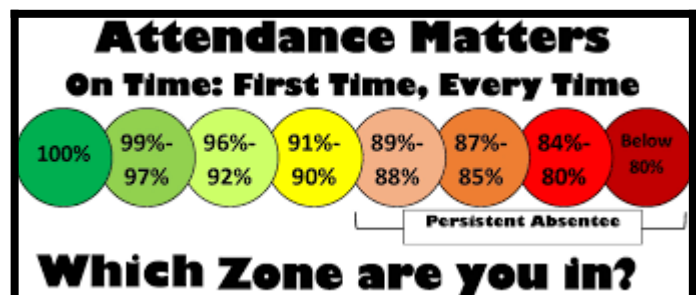 Attendance Matters
On Time: First Time, Every Time
100%
99%-
97%
96%-
92%
91%-
90%
89%-
88%
87%-
85%
84%-
80%
Below
80%
Persistent Absentee
Which Zone are you in?